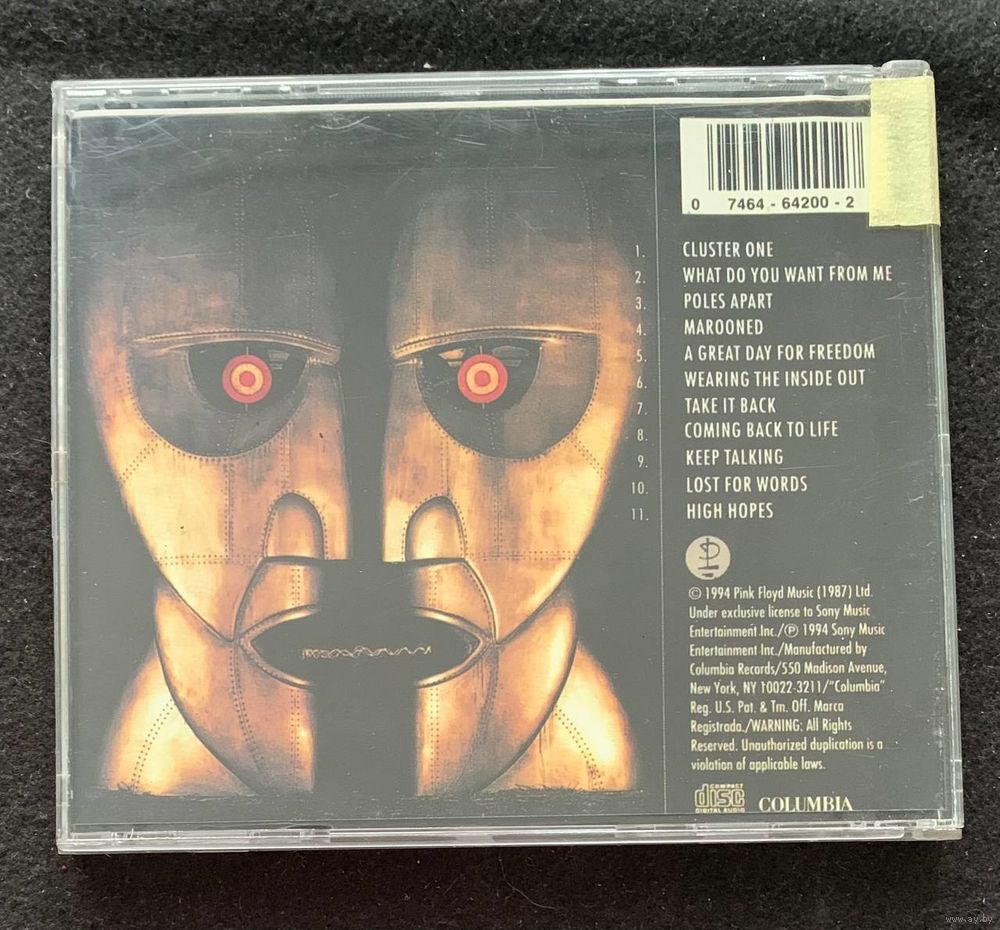 0 7464 - 64200 - 2
1. CLUSTER ONE
2. WHAT DO YOU WANT FROM ME
3. POLES APART
4. MAROONED
5. A GREAT DAY FOR FREEDOM
6. WEARING THE INSIDE OUT
7. TAKE IT BACK
8. COMING BACK TO LIFE
9. KEEP TALKING
10. LOST FOR WORDS
11. HIGH HOPES
© 1994 Pink Floyd Music (1987) Ltd.
Under exclusive license to Sony Music
Entertainment Inc./℗ 1994 Sony Music
Entertainment Inc./Manufactured by
Columbia Records/550 Madison Avenue,
New York, NY 10022-3211/"Columbia"
Reg. U.S. Pat. & Tm. Off. Marca
Registrada./WARNING: All Rights
Reserved. Unauthorized duplication is a
violation of applicable laws.
COMPACT
disc
DIGITAL AUDIO
COLUMBIA
www.ay.by